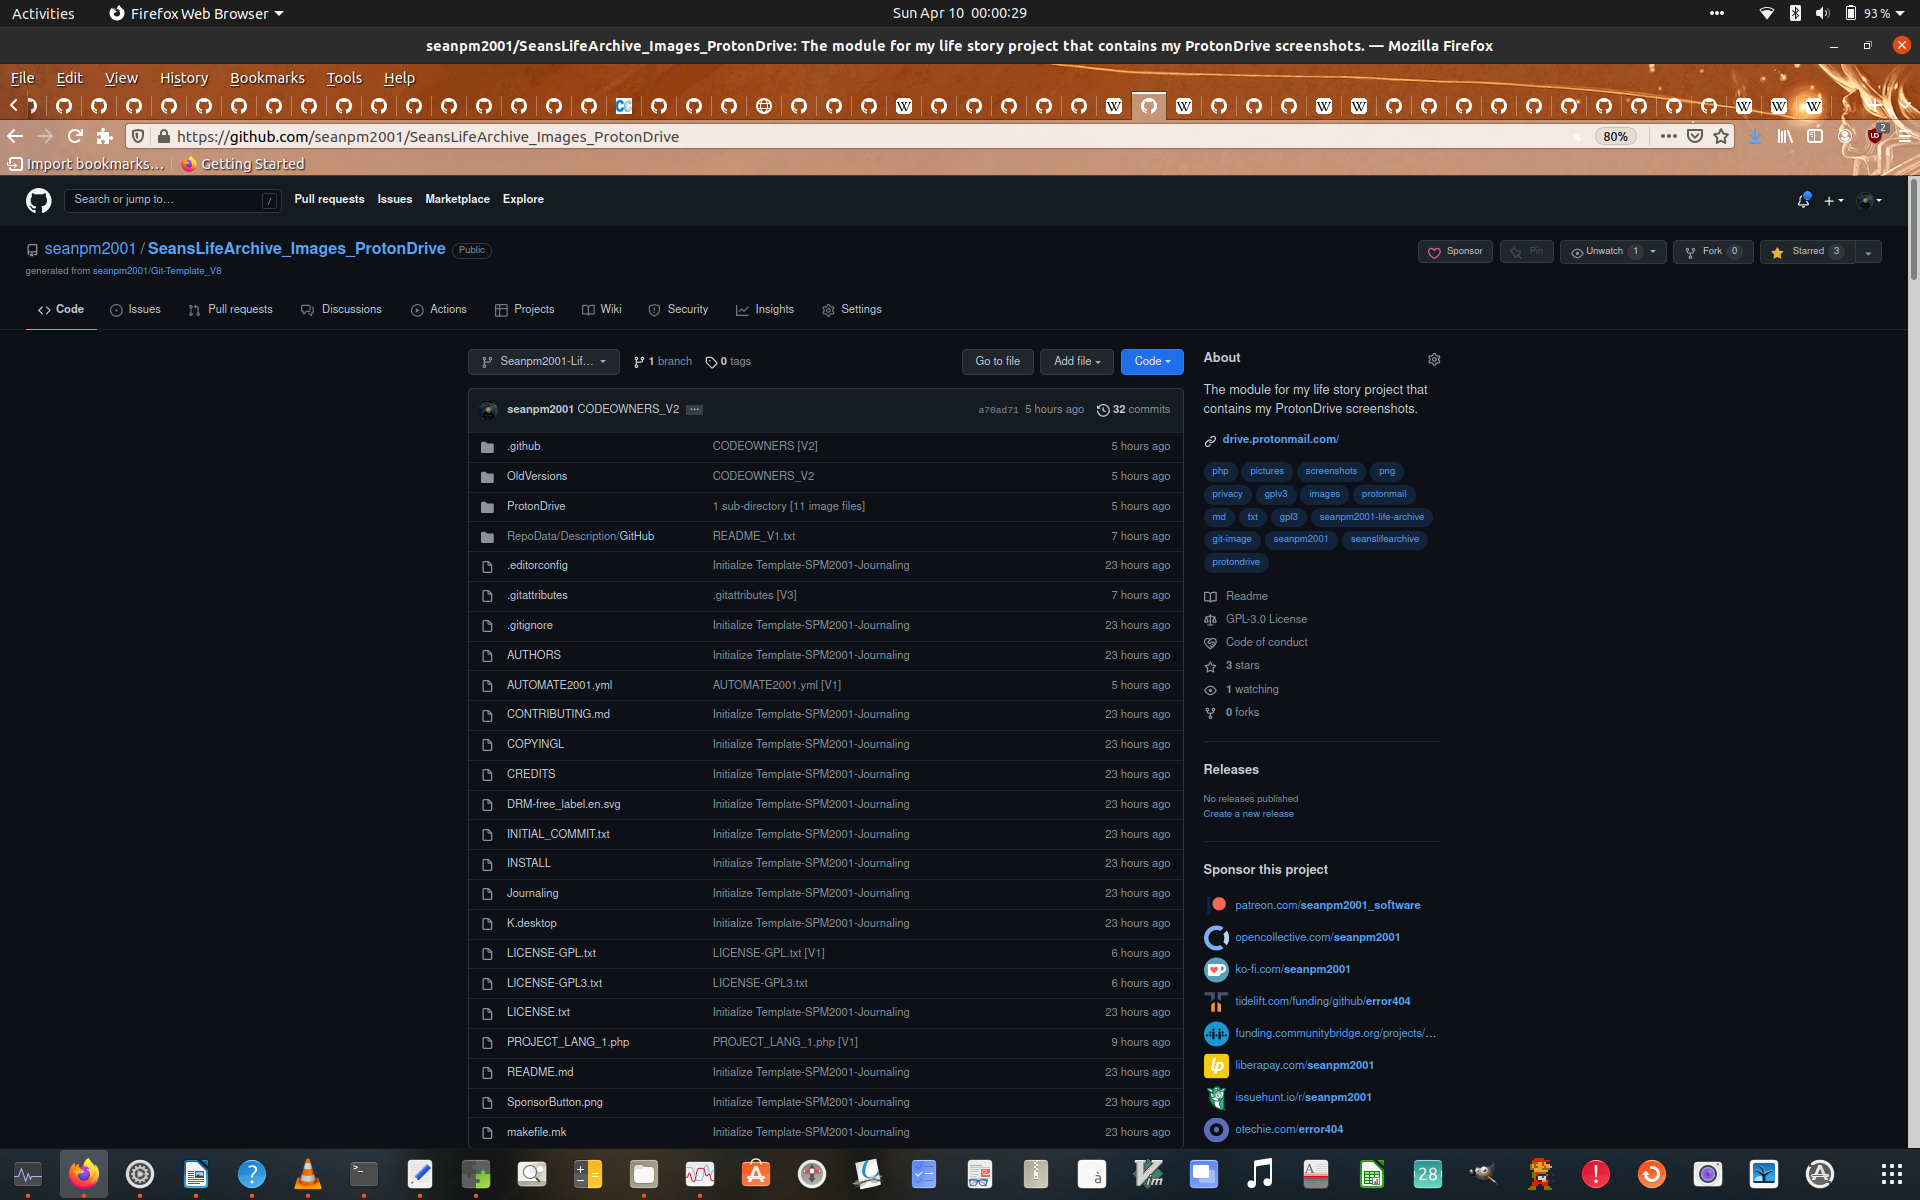 Activities
Firefox Web Browser
Sun Apr 10 00:00:29
93 %
seanpm2001/SeansLifeArchive_Images_ProtonDrive: The module for my life story project that contains my ProtonDrive screenshots. — Mozilla Firefox
File Edit View History Bookmarks Tools Help
https://github.com/seanpm2001/SeansLifeArchive_Images_ProtonDrive
80%
2
Import bookmarks…
Getting Started
Search or jump to…
/
Pull requests Issues Marketplace Explore
seanpm2001 / SeansLifeArchive_Images_ProtonDrive Public
generated from seanpm2001/Git-Template_V8
Sponsor
Pin
Unwatch 1
Fork 0
Starred 3
Code
Issues
Pull requests
Discussions
Actions
Projects
Wiki
Security
Insights
Settings
Seanpm2001-Lif…
1 branch
0 tags
Go to file
Add file
Code
seanpm2001 CODEOWNERS_V2 …
a70ad71 5 hours ago
32 commits
.github CODEOWNERS [V2] 5 hours ago
OldVersions CODEOWNERS_V2 5 hours ago
ProtonDrive 1 sub-directory [11 image files] 5 hours ago
RepoData/Description/GitHub README_V1.txt 7 hours ago
.editorconfig Initialize Template-SPM2001-Journaling 23 hours ago
.gitattributes .gitattributes [V3] 7 hours ago
.gitignore Initialize Template-SPM2001-Journaling 23 hours ago
AUTHORS Initialize Template-SPM2001-Journaling 23 hours ago
AUTOMATE2001.yml AUTOMATE2001.yml [V1] 5 hours ago
CONTRIBUTING.md Initialize Template-SPM2001-Journaling 23 hours ago
COPYINGL Initialize Template-SPM2001-Journaling 23 hours ago
CREDITS Initialize Template-SPM2001-Journaling 23 hours ago
DRM-free_label.en.svg Initialize Template-SPM2001-Journaling 23 hours ago
INITIAL_COMMIT.txt Initialize Template-SPM2001-Journaling 23 hours ago
INSTALL Initialize Template-SPM2001-Journaling 23 hours ago
Journaling Initialize Template-SPM2001-Journaling 23 hours ago
K.desktop Initialize Template-SPM2001-Journaling 23 hours ago
LICENSE-GPL.txt LICENSE-GPL.txt [V1] 6 hours ago
LICENSE-GPL3.txt LICENSE-GPL3.txt 6 hours ago
LICENSE.txt Initialize Template-SPM2001-Journaling 23 hours ago
PROJECT_LANG_1.php PROJECT_LANG_1.php [V1] 9 hours ago
README.md Initialize Template-SPM2001-Journaling 23 hours ago
SponsorButton.png Initialize Template-SPM2001-Journaling 23 hours ago
makefile.mk Initialize Template-SPM2001-Journaling 23 hours ago
About
The module for my life story project that
contains my ProtonDrive screenshots.
drive.protonmail.com/
php pictures screenshots png
privacy gplv3 images protonmail
md txt gpl3 seanpm2001-life-archive
git-image seanpm2001 seanslifearchive
protondrive
Readme
GPL-3.0 License
Code of conduct
3 stars
1 watching
0 forks
Releases
No releases published
Create a new release
Sponsor this project
patreon.com/seanpm2001_software
opencollective.com/seanpm2001
ko-fi.com/seanpm2001
tidelift.com/funding/github/error404
funding.communitybridge.org/projects/…
liberapay.com/seanpm2001
issuehunt.io/r/seanpm2001
otechie.com/error404
28